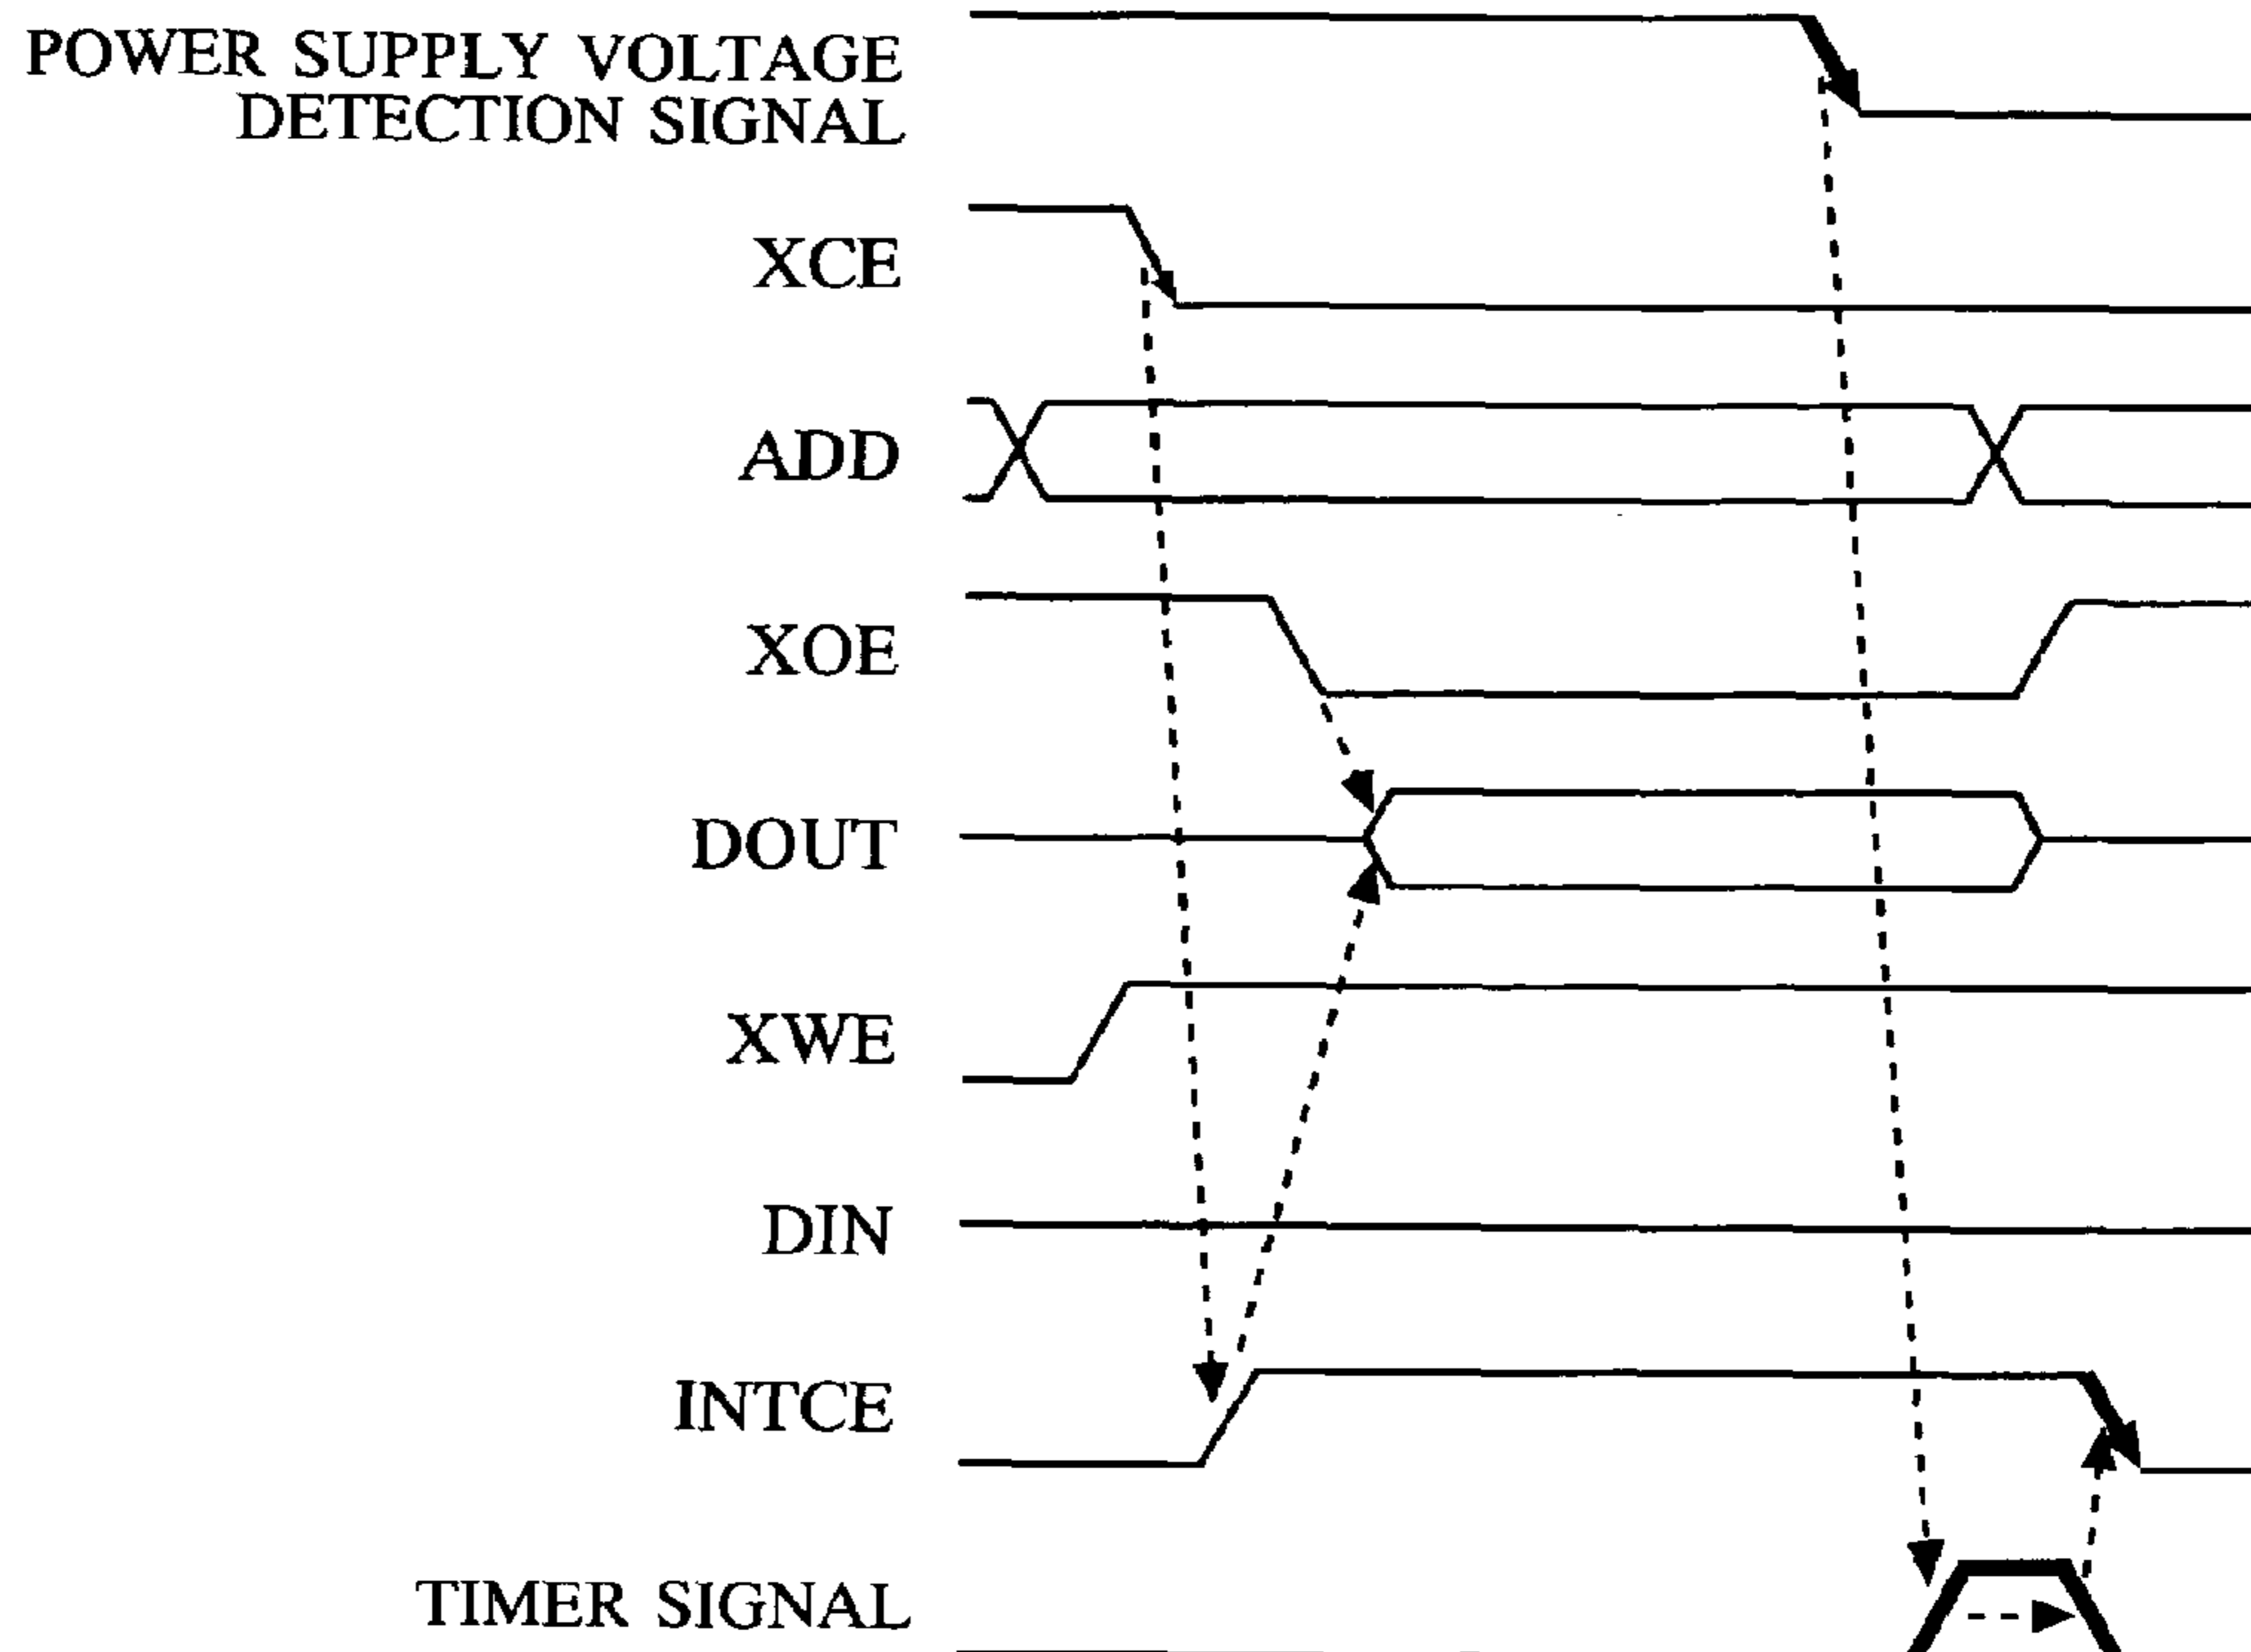 POWER SUPPLY VOLTAGE
DETECTION SIGNAL
XCE
ADD
XOE
DOUT
XWE
DIN
INTCE
TIMER SIGNAL